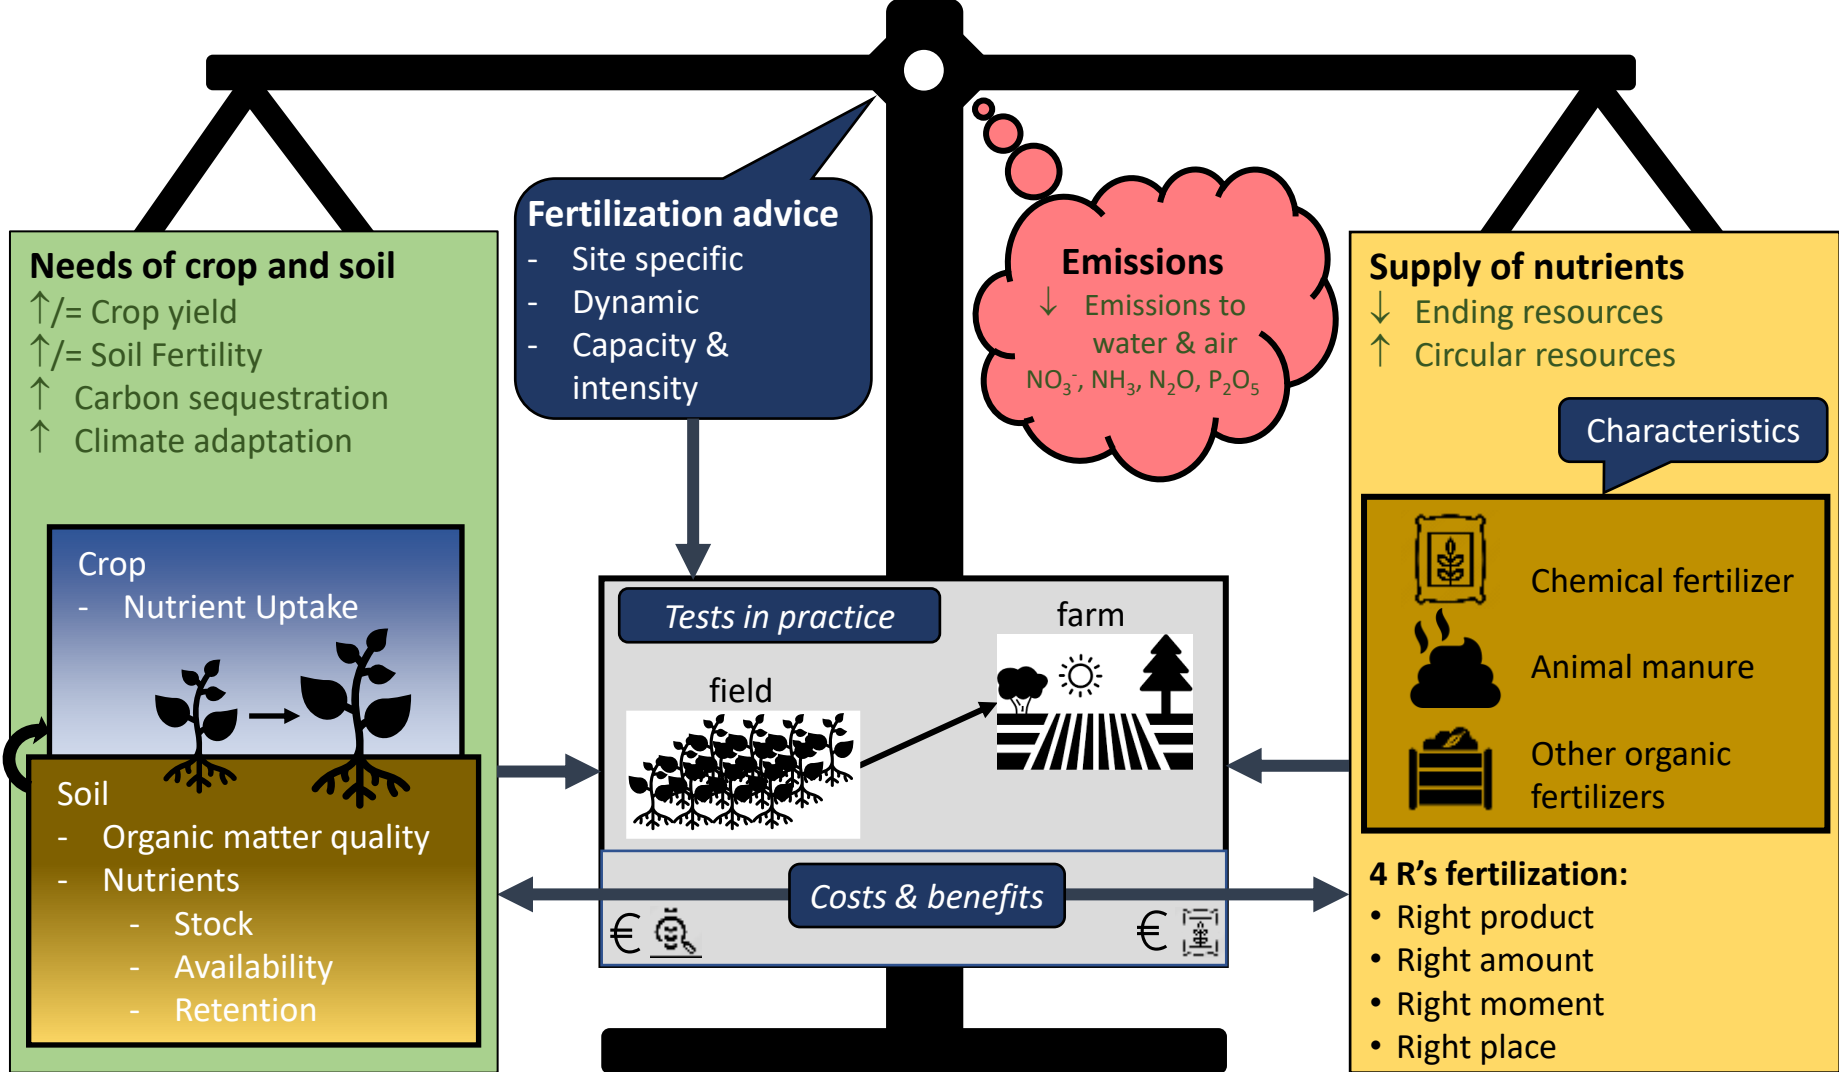 Needs of crop and soil
↑/= Crop yield
↑/= Soil Fertility
↑ Carbon sequestration
↑ Climate adaptation
Crop
- Nutrient Uptake
Soil
- Organic matter quality
- Nutrients
- Stock
- Availability
- Retention
Fertilization advice
- Site specific
- Dynamic
- Capacity &
intensity
Emissions
↓ Emissions to
water & air
NO₃⁻, NH₃, N₂O, P₂O₅
Tests in practice
field
farm
Costs & benefits
€
€
Supply of nutrients
↓ Ending resources
↑ Circular resources
Characteristics
Chemical fertilizer
Animal manure
Other organic
fertilizers
4 R's fertilization:
• Right product
• Right amount
• Right moment
• Right place